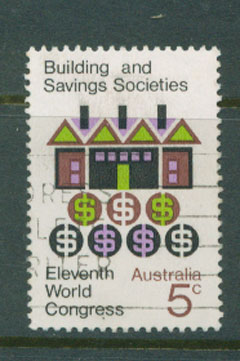 Building and
Savings Societies
$ $ $
$ $ $ $
Eleventh Australia
World
Congress 5c